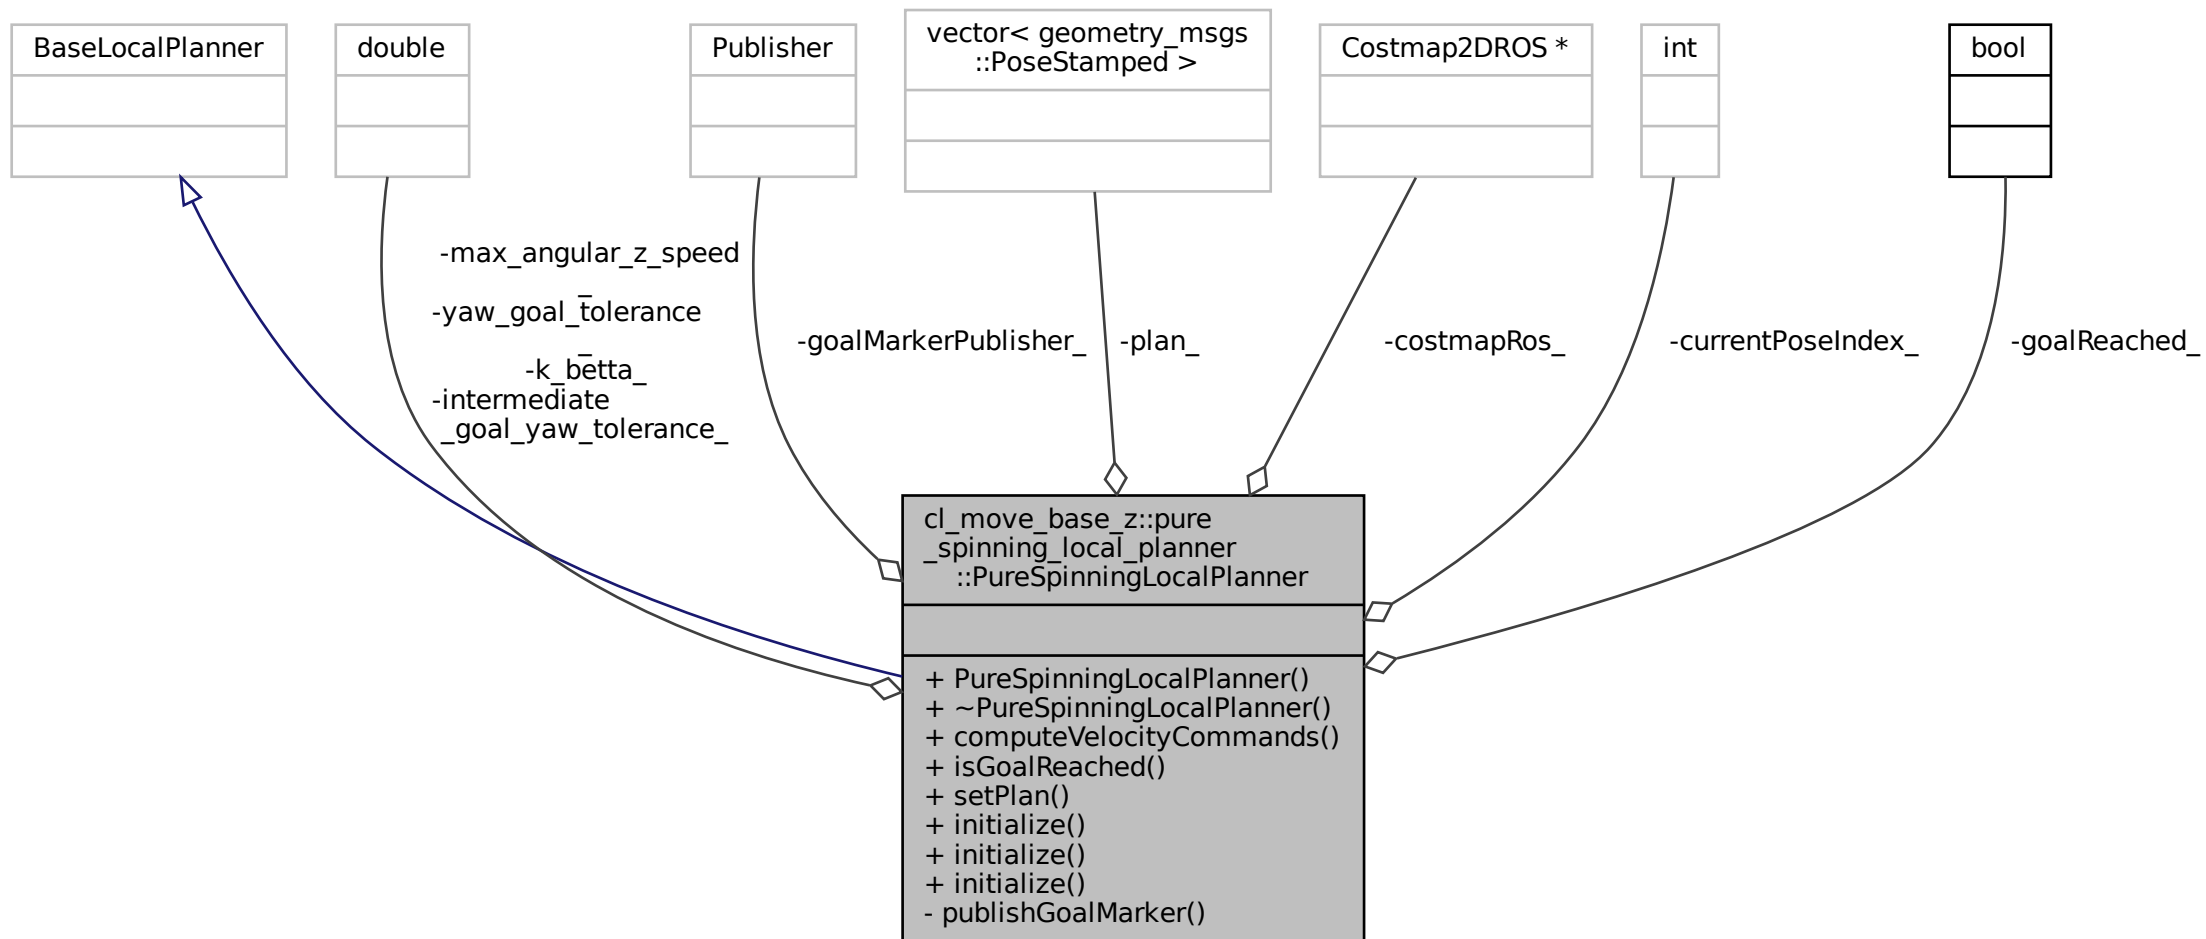 BaseLocalPlanner
double
Publisher
vector< geometry_msgs
::PoseStamped >
Costmap2DROS *
int
bool
-max_angular_z_speed
_
-yaw_goal_tolerance
_
-k_betta_
-intermediate
_goal_yaw_tolerance_
-goalMarkerPublisher_
-plan_
-costmapRos_
-currentPoseIndex_
-goalReached_
cl_move_base_z::pure
_spinning_local_planner
::PureSpinningLocalPlanner
+ PureSpinningLocalPlanner()
+ ~PureSpinningLocalPlanner()
+ computeVelocityCommands()
+ isGoalReached()
+ setPlan()
+ initialize()
+ initialize()
+ initialize()
- publishGoalMarker()